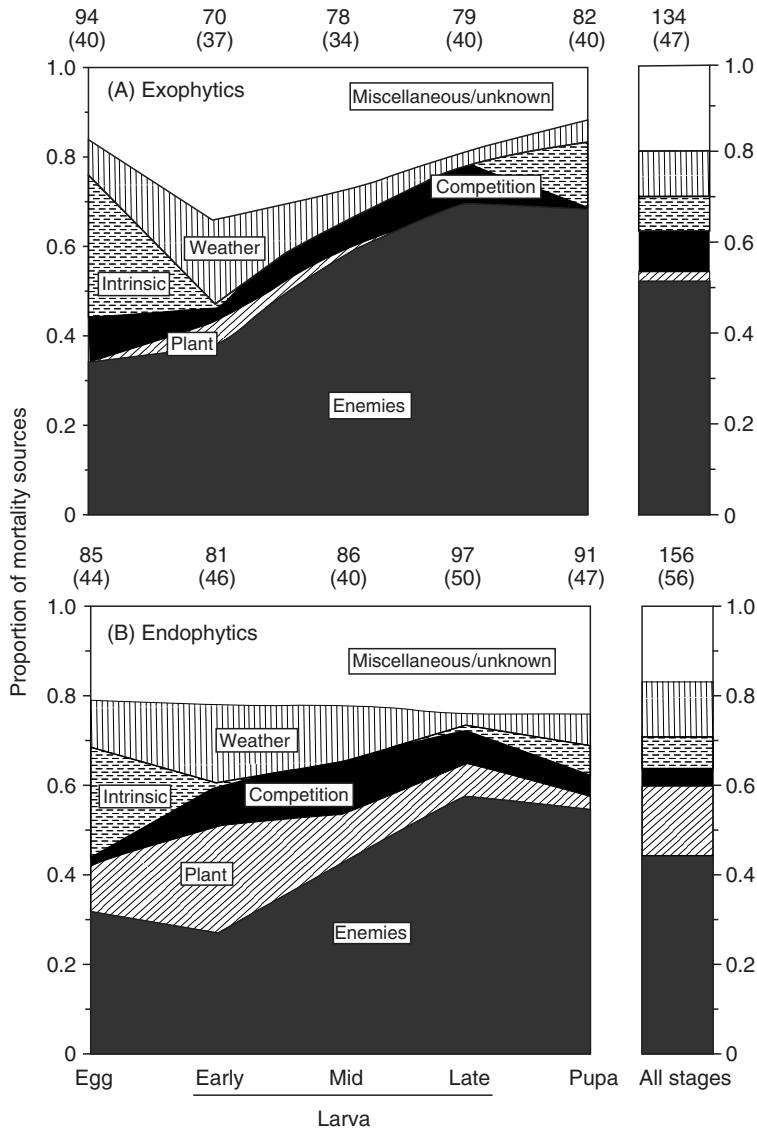 94 70 78 79 82 134
(40) (37) (34) (40) (40) (47)
1.0 1.0
(A) Exophytics
Miscellaneous/unknown
0.8 0.8
Competition
0.6 Weather 0.6
Intrinsic
0.4 Plant 0.4
Enemies
0.2 0.2
0 0
Proportion of mortality sources
85 81 86 97 91 156
(44) (46) (40) (50) (47) (56)
1.0 1.0
(B) Endophytics
Miscellaneous/unknown
0.8 0.8
Weather
0.6 Intrinsic Competition 0.6
0.4 Plant 0.4
Enemies
0.2 0.2
0 0
Egg Early Mid Late Pupa All stages
Larva